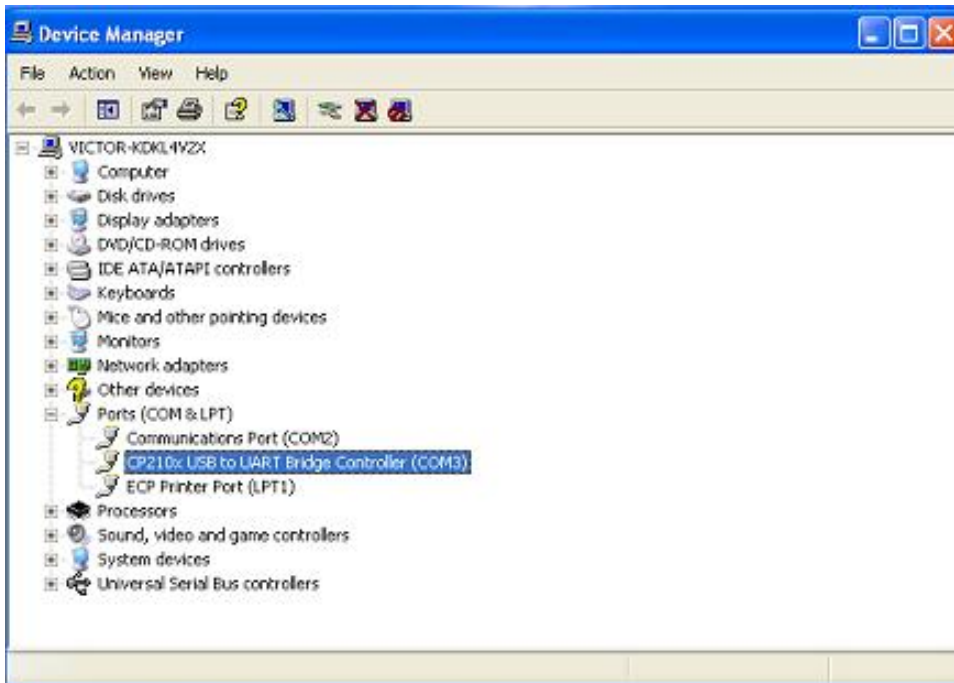 Device Manager
File Action View Help
VICTOR-KDKL4V2X
Computer
Disk drives
Display adapters
DVD/CD-ROM drives
IDE ATA/ATAPI controllers
Keyboards
Mice and other pointing devices
Monitors
Network adapters
Other devices
Ports (COM & LPT)
Communications Port (COM2)
CP210x USB to UART Bridge Controller (COM3)
ECP Printer Port (LPT1)
Processors
Sound, video and game controllers
System devices
Universal Serial Bus controllers